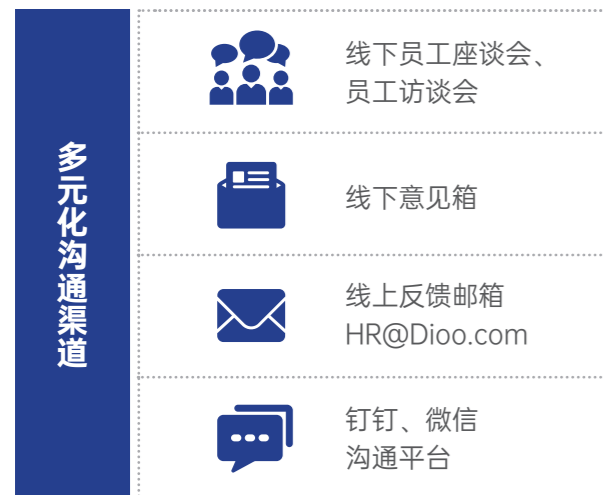 多元化沟通渠道
线下员工座谈会、
员工访谈会
线下意见箱
线上反馈邮箱
HR@Dioo.com
钉钉、微信
沟通平台